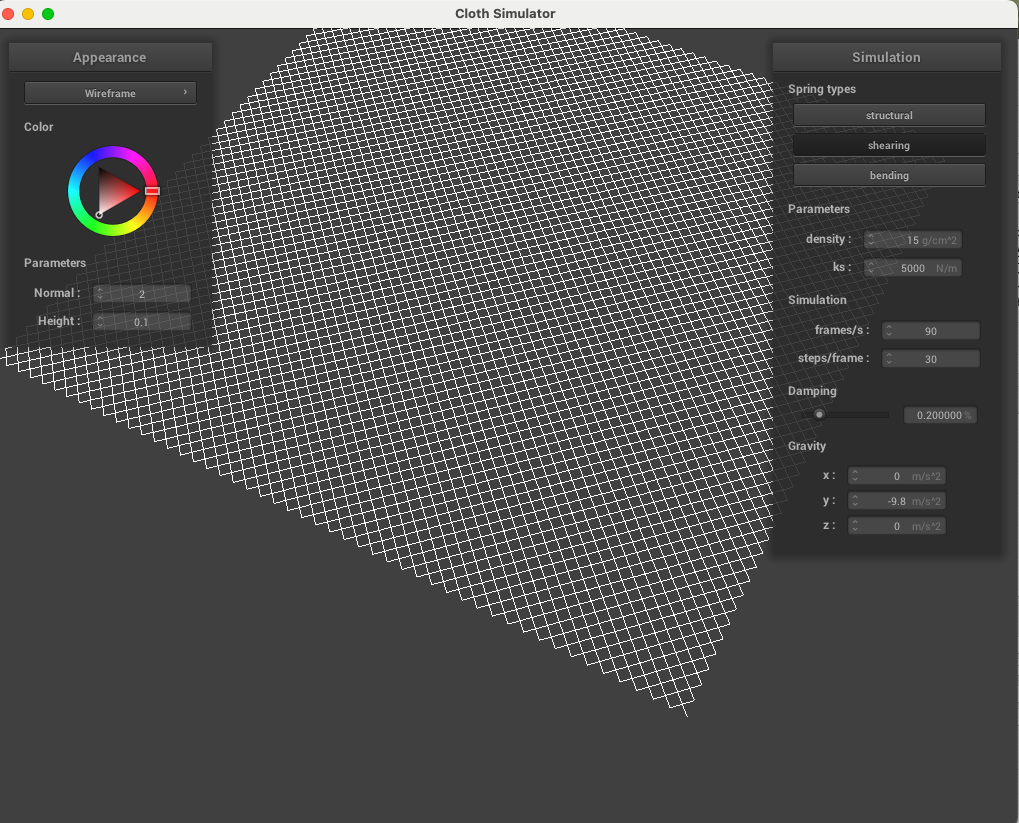 Cloth Simulator
Appearance
Wireframe
Color
Parameters
Normal : 2
Height : 0.1
Simulation
Spring types
structural
shearing
bending
Parameters
density : 15 g/cm^2
ks : 5000 N/m
Simulation
frames/s : 90
steps/frame : 30
Damping
0.200000 %
Gravity
x : 0 m/s^2
y : -9.8 m/s^2
z : 0 m/s^2